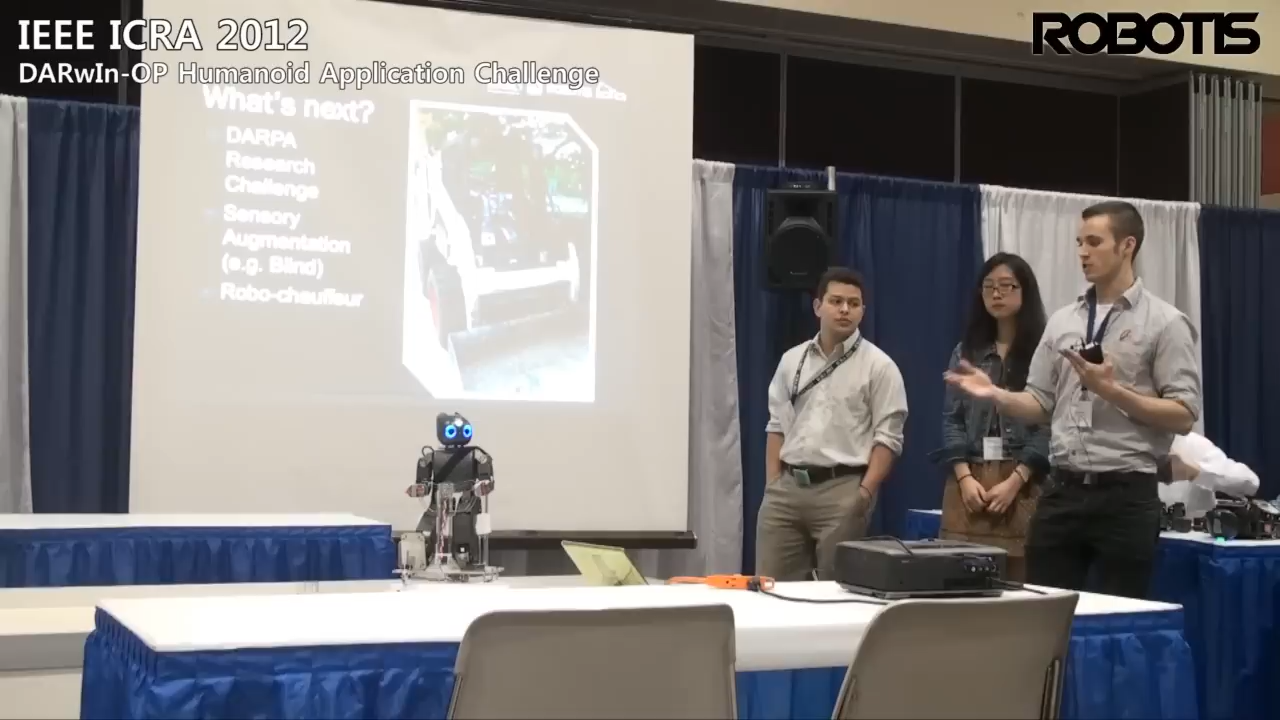 IEEE ICRA 2012
DARwIn-OP Humanoid Application Challenge
ROBOTIS
What's next?
DARPA
Research
Challenge
Sensory
Augmentation
(e.g. Blind)
Robo-chauffeur